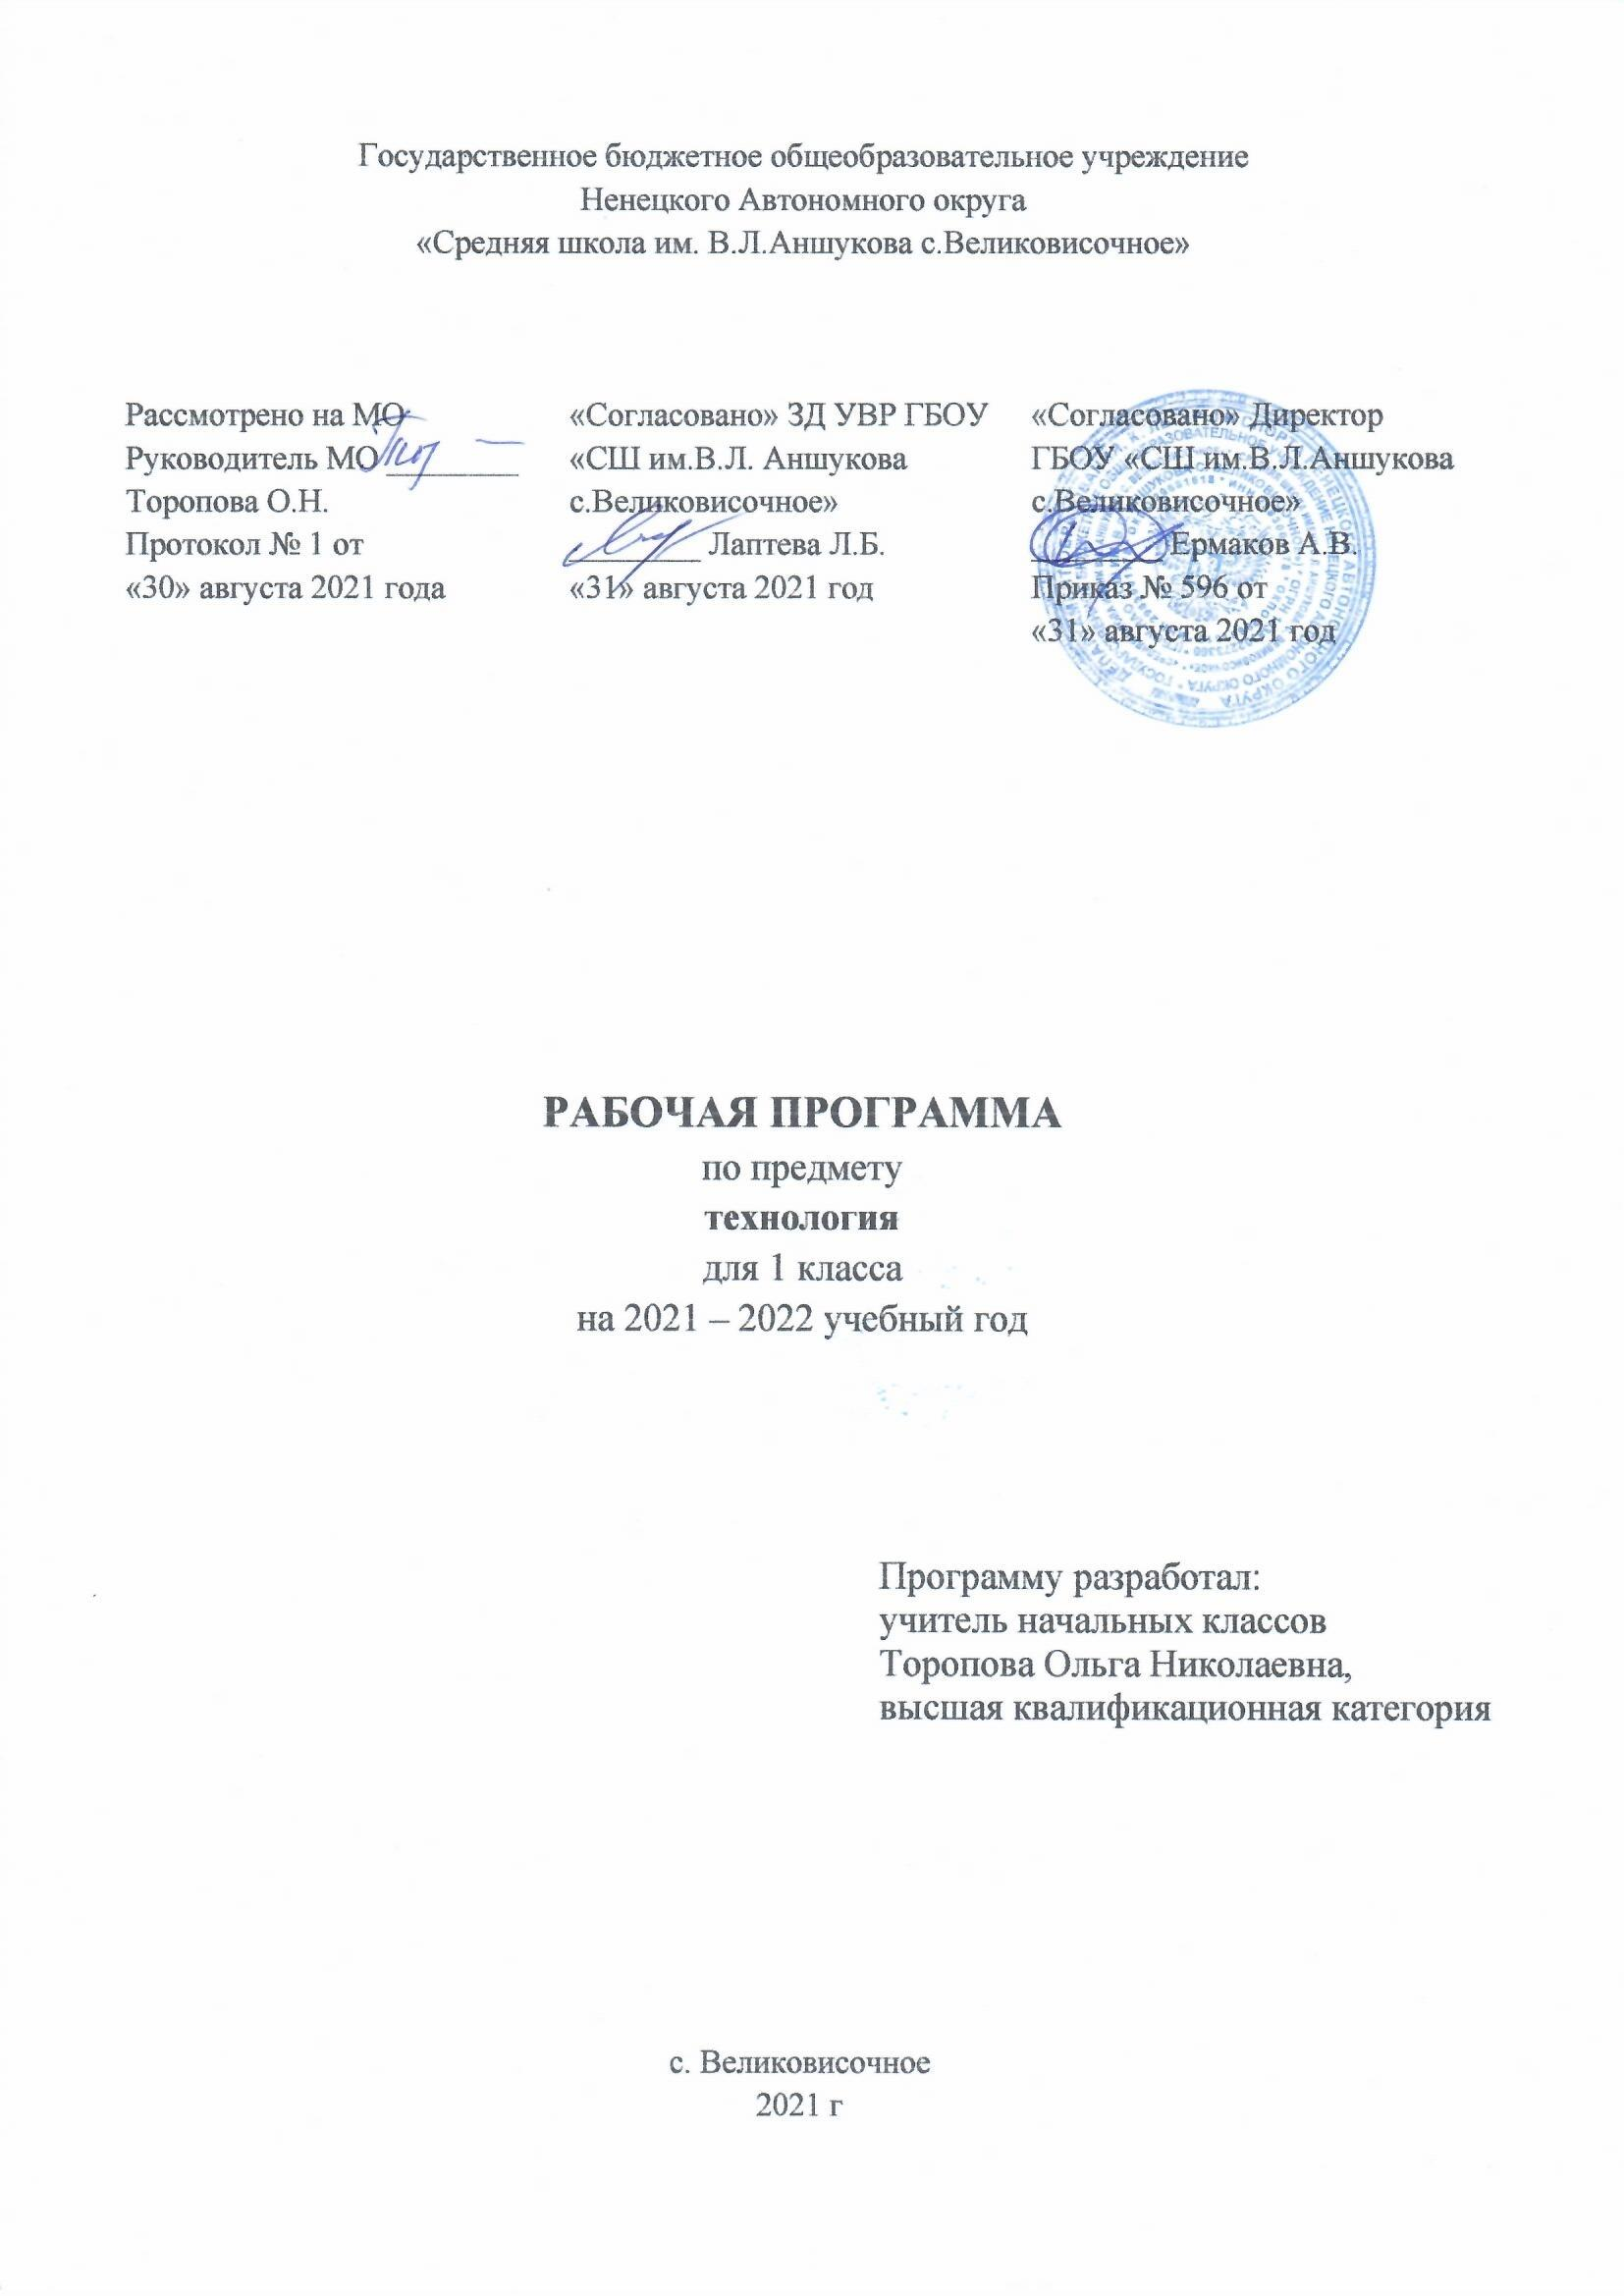 Государственное бюджетное общеобразовательное учреждение
Ненецкого Автономного округа
«Средняя школа им. В.Л.Аншукова с.Великовисочное»
Рассмотрено на МО
Руководитель МО ________
Торопова О.Н.
Протокол № 1 от
«30» августа 2021 года
«Согласовано» ЗД УВР ГБОУ
«СШ им.В.Л. Аншукова
с.Великовисочное»
________ Лаптева Л.Б.
«31» августа 2021 год
«Согласовано» Директор
ГБОУ «СШ им.В.Л.Аншукова
с.Великовисочное»
________ Ермаков А.В.
Приказ № 596 от
«31» августа 2021 год
РАБОЧАЯ ПРОГРАММА
по предмету
технология
для 1 класса
на 2021 – 2022 учебный год
Программу разработал:
учитель начальных классов
Торопова Ольга Николаевна,
высшая квалификационная категория
с. Великовисочное
2021 г